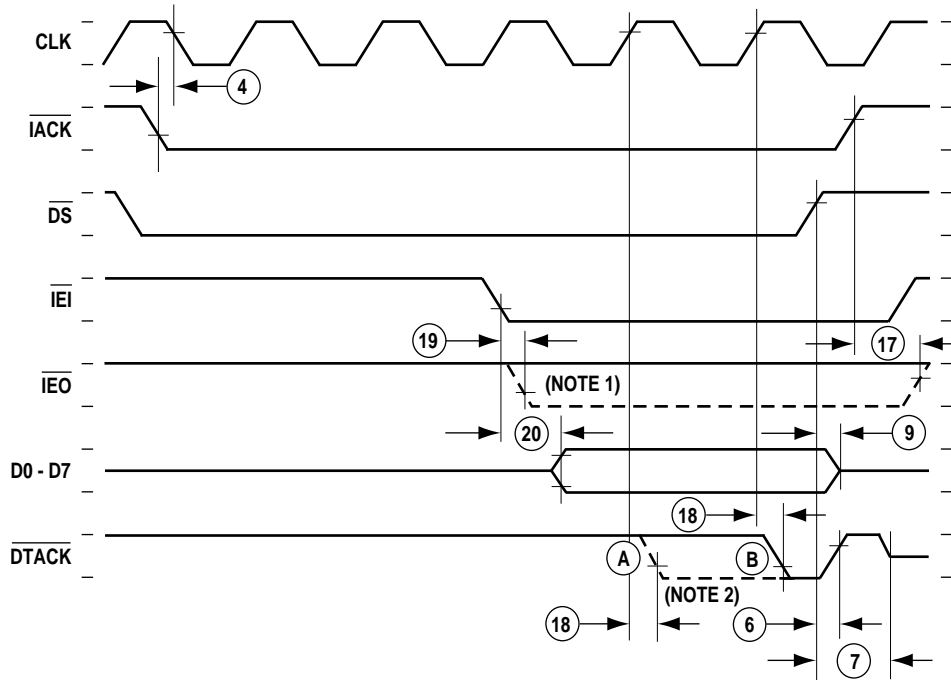 CLK
4
IACK
DS
IEI
19
17
IEO
(NOTE 1)
20
9
D0 - D7
18
DTACK
A
B
(NOTE 2)
18
6
7